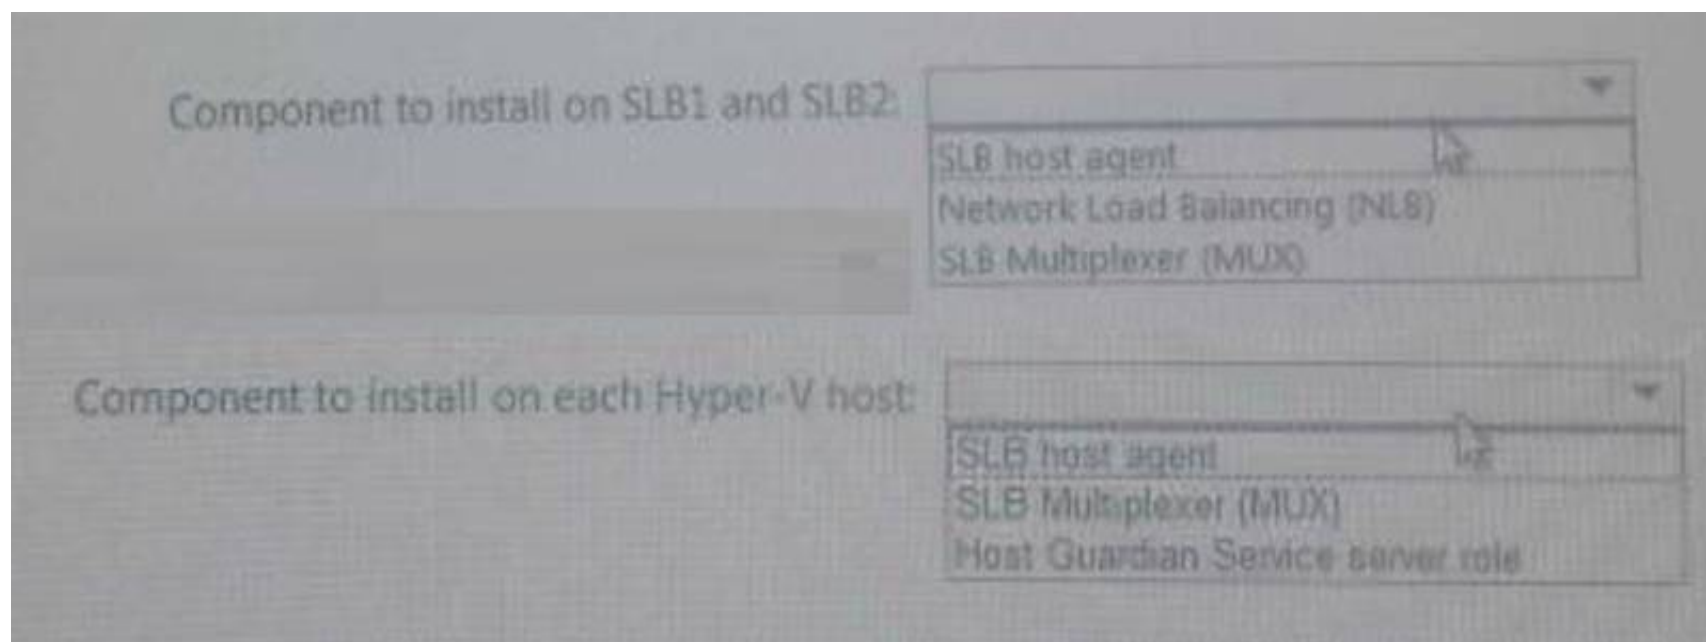 Component to install on SLB1 and SLB2:
SLB host agent
Network Load Balancing (NLB)
SLB Multiplexer (MUX)
Component to install on each Hyper-V host:
SLB host agent
SLB Multiplexer (MUX)
Host Guardian Service server role